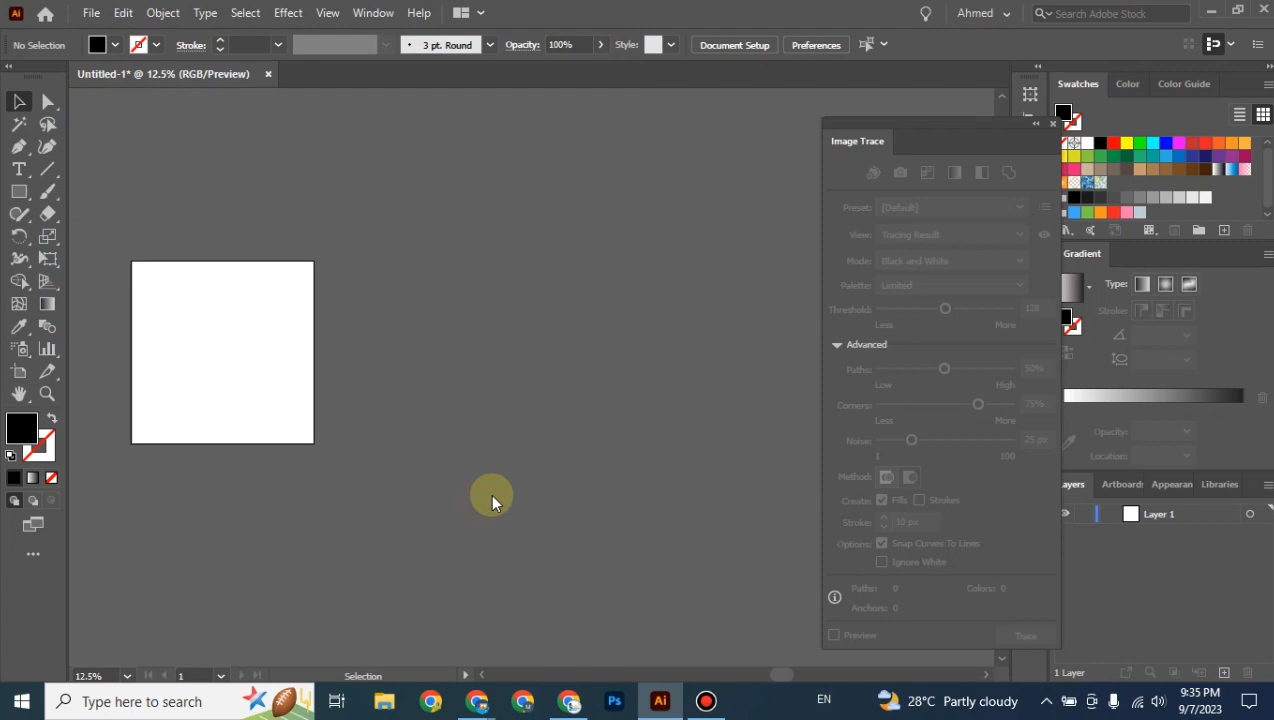 Ai File Edit Object Type Select Effect View Window Help Ahmed Search Adobe Stock
No Selection Stroke: 3 pt. Round Opacity: 100% Style: Document Setup Preferences
Untitled-1* @ 12.5% (RGB/Preview)
Swatches Color Color Guide
Image Trace
Preset: [Default]
View: Tracing Result
Mode: Black and White
Palette: Limited
Threshold: 128
Less More
Advanced
Paths: 50%
Low High
Corners: 75%
Less More
Noise: 25 px
1 100
Method:
Create: Fills Strokes
Stroke: 10 px
Options: Snap Curves To Lines
Ignore White
Paths: 0 Colors: 0
Anchors: 0
Preview Trace
Gradient
Type:
Stroke:
Opacity:
Location:
ayers Artboard Appearan Libraries
Layer 1
1 Layer
12.5% 1 Selection
Type here to search
Ps Ai
EN 28°C Partly cloudy
9:35 PM
9/7/2023